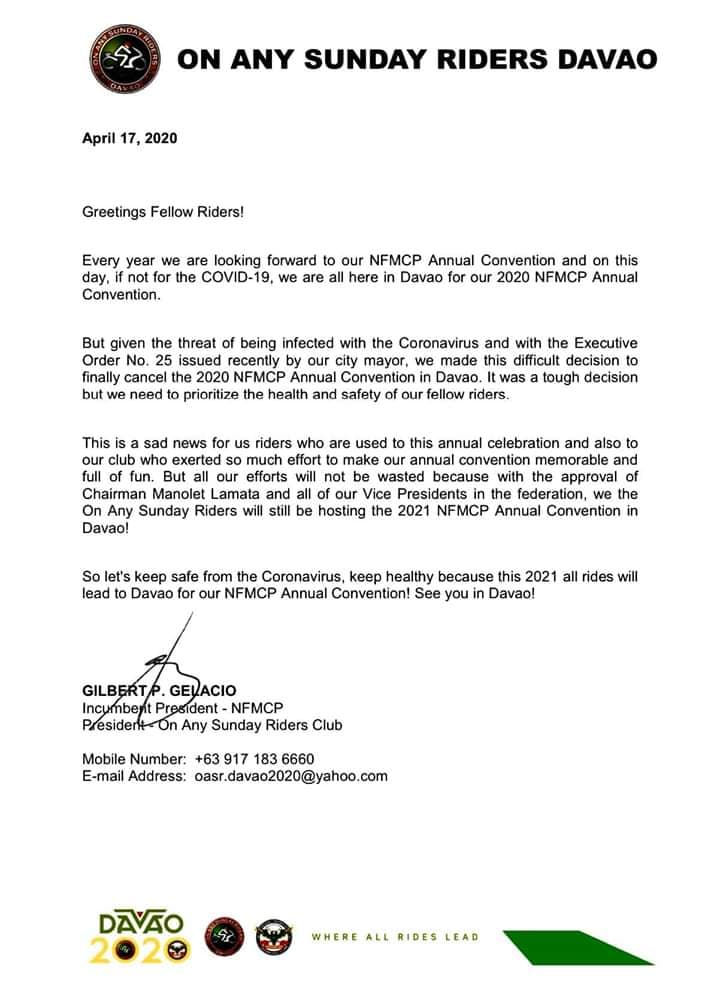 ON ANY SUNDAY RIDERS
DAVAO
ON ANY SUNDAY RIDERS DAVAO
April 17, 2020
Greetings Fellow Riders!
Every year we are looking forward to our NFMCP Annual Convention and on this
day, if not for the COVID-19, we are all here in Davao for our 2020 NFMCP Annual
Convention.
But given the threat of being infected with the Coronavirus and with the Executive
Order No. 25 issued recently by our city mayor, we made this difficult decision to
finally cancel the 2020 NFMCP Annual Convention in Davao. It was a tough decision
but we need to prioritize the health and safety of our fellow riders.
This is a sad news for us riders who are used to this annual celebration and also to
our club who exerted so much effort to make our annual convention memorable and
full of fun. But all our efforts will not be wasted because with the approval of
Chairman Manolet Lamata and all of our Vice Presidents in the federation, we the
On Any Sunday Riders will still be hosting the 2021 NFMCP Annual Convention in
Davao!
So let's keep safe from the Coronavirus, keep healthy because this 2021 all rides will
lead to Davao for our NFMCP Annual Convention! See you in Davao!
GILBERT P. GELACIO
Incumbent President - NFMCP
President - On Any Sunday Riders Club
Mobile Number: +63 917 183 6660
E-mail Address: oasr.davao2020@yahoo.com
DAVAO
2020
WHERE ALL RIDES LEAD